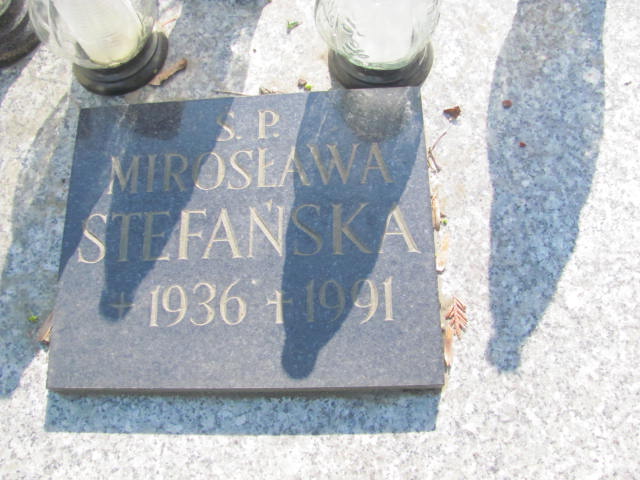 S. P.
MIROSŁAWA
STEFAŃSKA
+ 1936 + 1991